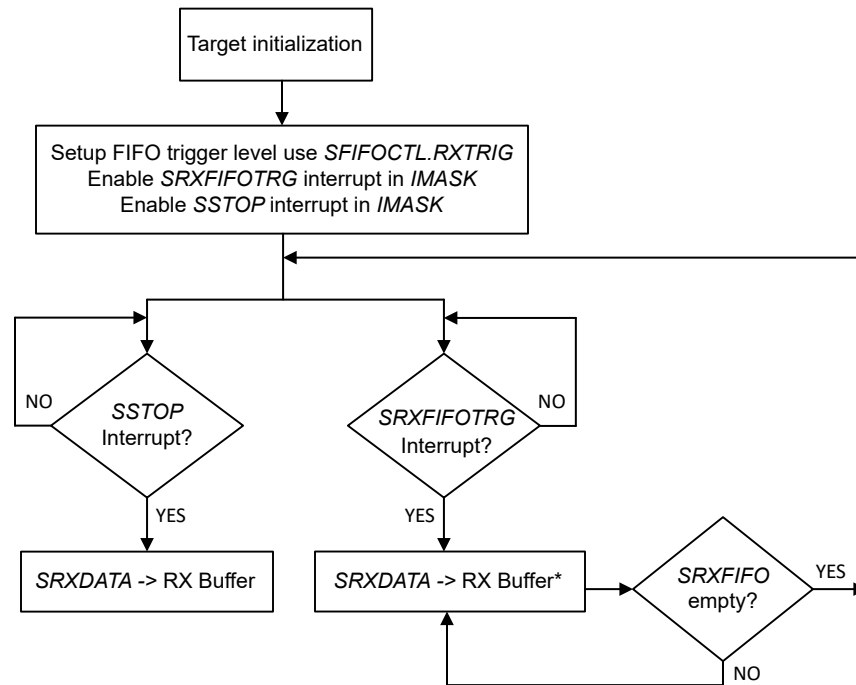 Target initialization
Setup FIFO trigger level use SFIFOCTL.RXTRIG
Enable SRXFIFOTRG interrupt in IMASK
Enable SSTOP interrupt in IMASK
NO
SSTOP
Interrupt?
YES
SRXDATA -> RX Buffer
SRXFIFOTRG
Interrupt?
NO
YES
SRXDATA -> RX Buffer*
SRXFIFO
empty?
YES
NO